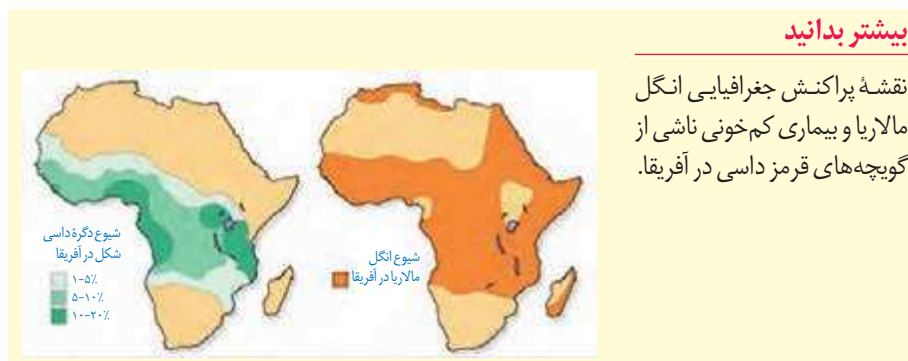 بیشتر بدانید
نقشهٔ پراکنش جغرافیایی انگل
مالاریا و بیماری کم‌خونی ناشی از
گویچه‌های قرمز داسی در آفریقا.
شیوع انگل
مالاریا در آفریقا
شیوع دگرهٔ داسی
شکل در آفریقا
۱-۵٪
۵-۱۰٪
۱۰-۲۰٪